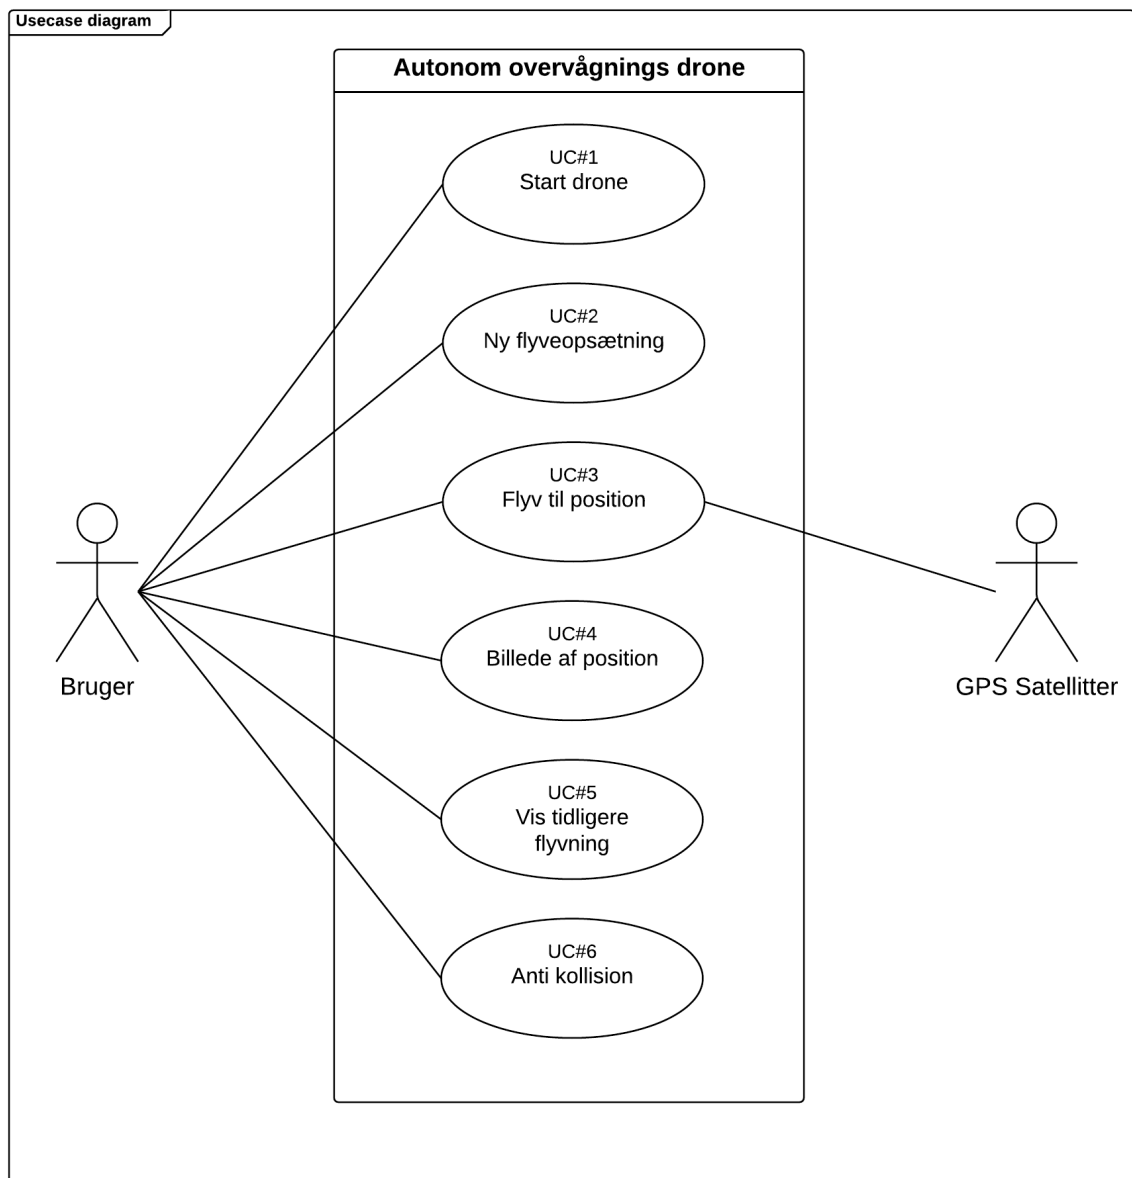 Usecase diagram
Autonom overvågnings drone
UC#1
Start drone
UC#2
Ny flyveopsætning
UC#3
Flyv til position
UC#4
Billede af position
UC#5
Vis tidligere
flyvning
UC#6
Anti kollision
Bruger
GPS Satellitter